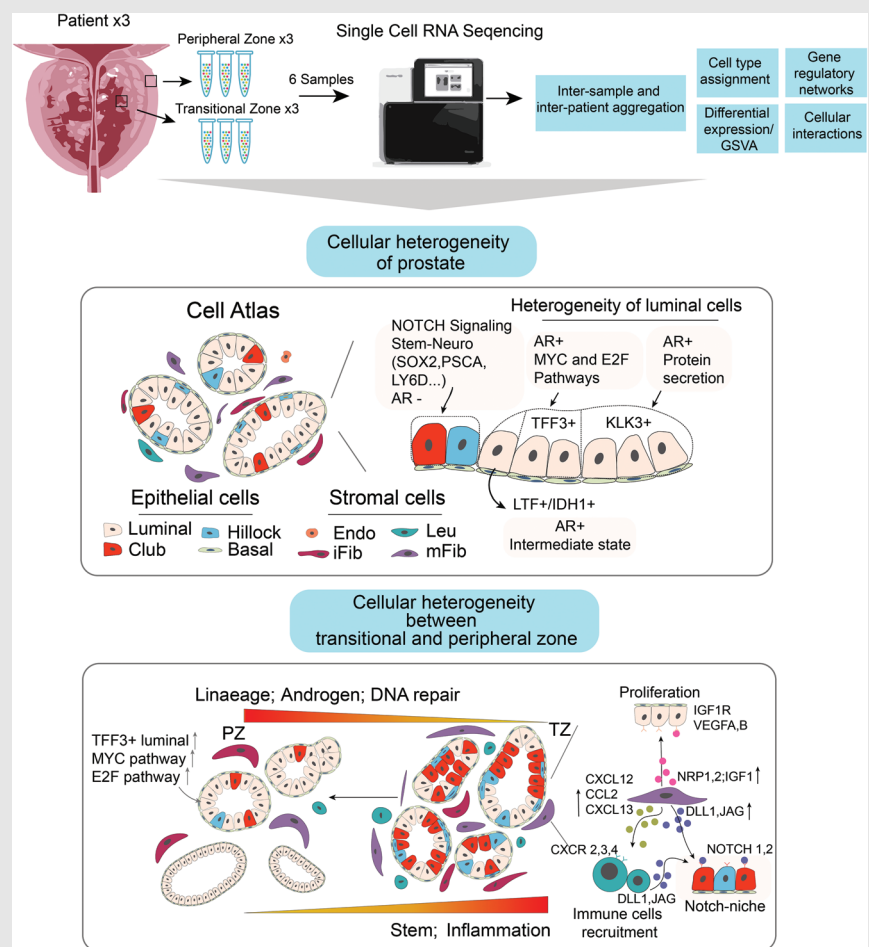 Patient x3
Peripheral Zone x3
Transitional Zone x3
6 Samples
Single Cell RNA Seqencing
Inter-sample and
inter-patient aggregation
Cell type
assignment
Gene
regulatory
networks
Differential
expression/
GSVA
Cellular
interactions
Cellular heterogeneity
of prostate
Cell Atlas
Heterogeneity of luminal cells
NOTCH Signaling
Stem-Neuro
(SOX2,PSCA,
LY6D...)
AR -
AR+
MYC and E2F
Pathways
AR+
Protein
secretion
TFF3+
KLK3+
LTF+/IDH1+
AR+
Intermediate state
Epithelial cells
Luminal
Hillock
Club
Basal
Stromal cells
Endo
Leu
iFib
mFib
Cellular heterogeneity
between
transitional and peripheral zone
Linaeage; Androgen; DNA repair
PZ
TZ
TFF3+ luminal
MYC pathway
E2F pathway
Stem; Inflammation
Proliferation
IGF1R
VEGFA,B
NRP1,2;IGF1
CXCL12
CCL2
CXCL13
DLL1,JAG
CXCR 2,3,4
NOTCH 1,2
DLL1,JAG
Immune cells
recruitment
Notch-niche